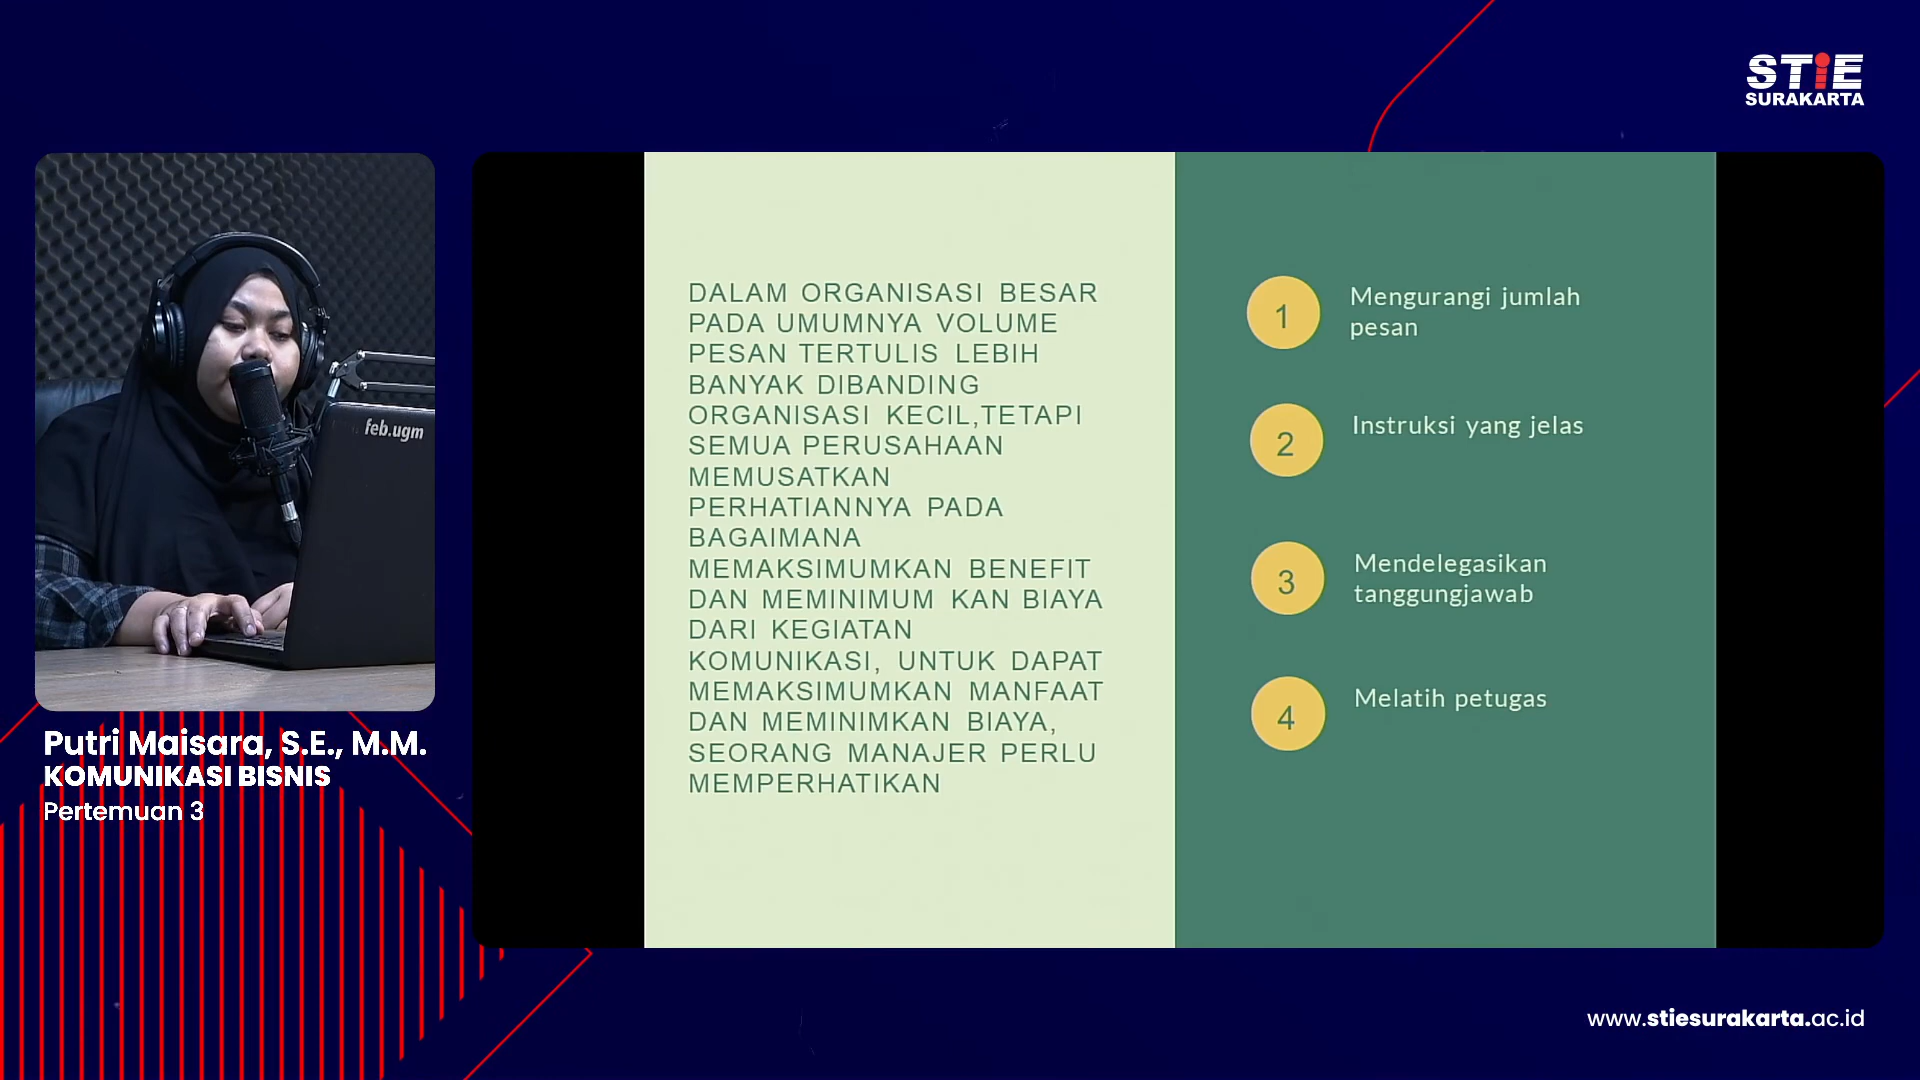 STiE
SURAKARTA
feb.ugm
Putri Maisara, S.E., M.M.
KOMUNIKASI BISNIS
Pertemuan 3
DALAM ORGANISASI BESAR
PADA UMUMNYA VOLUME
PESAN TERTULIS LEBIH
BANYAK DIBANDING
ORGANISASI KECIL,TETAPI
SEMUA PERUSAHAAN
MEMUSATKAN
PERHATIANNYA PADA
BAGAIMANA
MEMAKSIMUMKAN BENEFIT
DAN MEMINIMUM KAN BIAYA
DARI KEGIATAN
KOMUNIKASI, UNTUK DAPAT
MEMAKSIMUMKAN MANFAAT
DAN MEMINIMKAN BIAYA,
SEORANG MANAJER PERLU
MEMPERHATIKAN
1 Mengurangi jumlah
pesan
2 Instruksi yang jelas
3 Mendelegasikan
tanggungjawab
4 Melatih petugas
www.stiesurakarta.ac.id